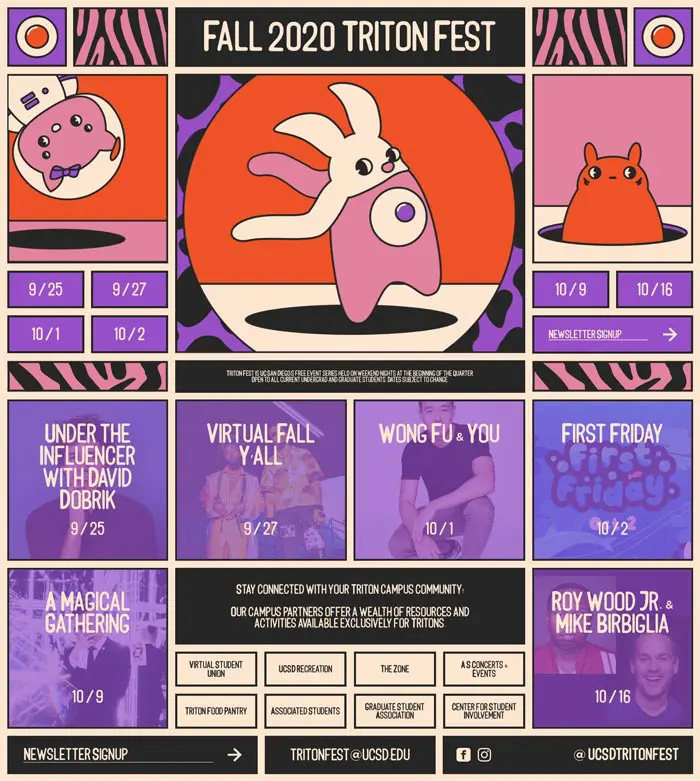 FALL 2020 TRITON FEST
9/25
9/27
10/1
10/2
10/9
10/16
NEWSLETTER SIGNUP
TRITON FEST IS UC SAN DIEGOS FREE EVENT SERIES HELD ON WEEKEND NIGHTS AT THE BEGINNING OF THE QUARTER
OPEN TO ALL CURRENT UNDERGRAD AND GRADUATE STUDENTS. DATES SUBJECT TO CHANGE
UNDER THE
INFLUENCER
WITH DAVID
DOBRIK
9/25
VIRTUAL FALL
Y'ALL
9/27
WONG FU & YOU
10/1
FIRST FRIDAY
First
Friday
10/2
A MAGICAL
GATHERING
10/9
STAY CONNECTED WITH YOUR TRITON CAMPUS COMMUNITY!
OUR CAMPUS PARTNERS OFFER A WEALTH OF RESOURCES AND
ACTIVITIES AVAILABLE EXCLUSIVELY FOR TRITONS
VIRTUAL STUDENT
UNION
UCSD RECREATION
THE ZONE
A S CONCERTS &
EVENTS
TRITON FOOD PANTRY
ASSOCIATED STUDENTS
GRADUATE STUDENT
ASSOCIATION
CENTER FOR STUDENT
INVOLVEMENT
ROY WOOD JR. &
MIKE BIRBIGLIA
10/16
NEWSLETTER SIGNUP
TRITONFEST@UCSD.EDU
@UCSDTRITONFEST